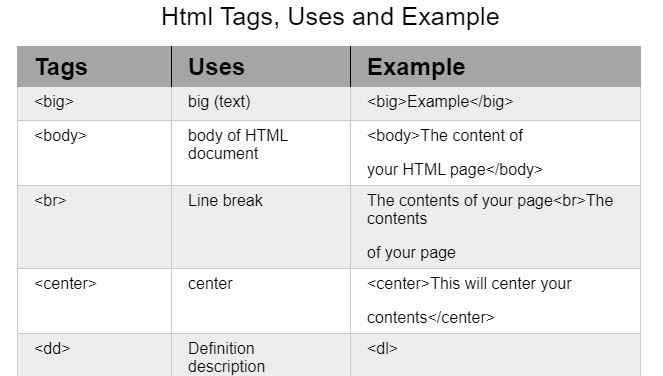 Html Tags, Uses and Example
Tags Uses Example
<big> big (text) <big>Example</big>
<body> body of HTML <body>The content of
document
your HTML page</body>
<br> Line break The contents of your page<br>The
contents
of your page
<center> center <center>This will center your
contents</center>
<dd> Definition <dl>
description